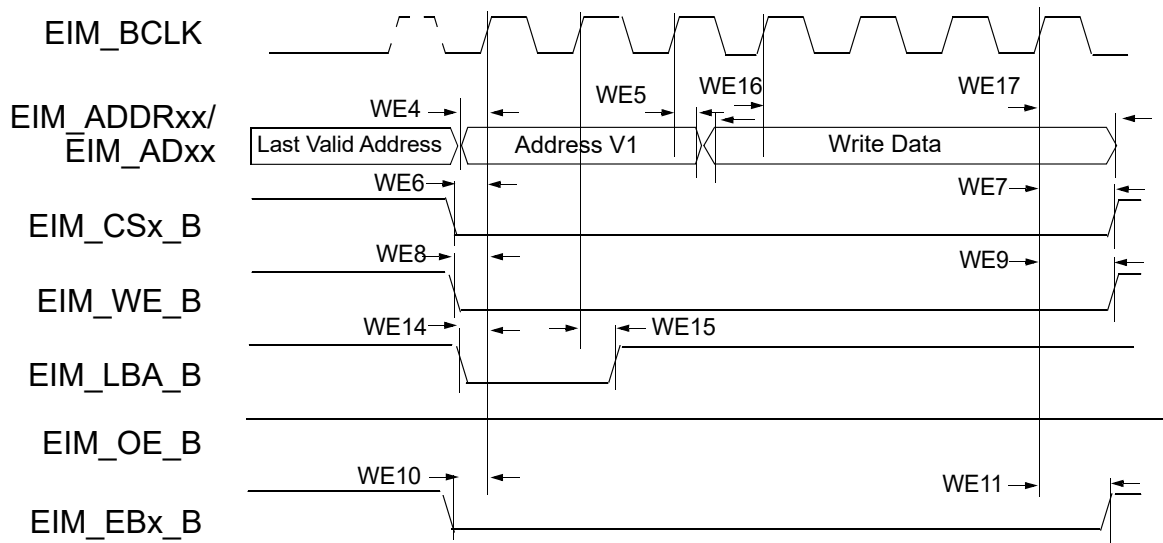 EIM_BCLK
WE4
WE5
WE16
WE17
EIM_ADDRxx/
EIM_ADxx
Last Valid Address
Address V1
Write Data
WE6
WE7
EIM_CSx_B
WE8
WE9
EIM_WE_B
WE14
WE15
EIM_LBA_B
EIM_OE_B
WE10
WE11
EIM_EBx_B